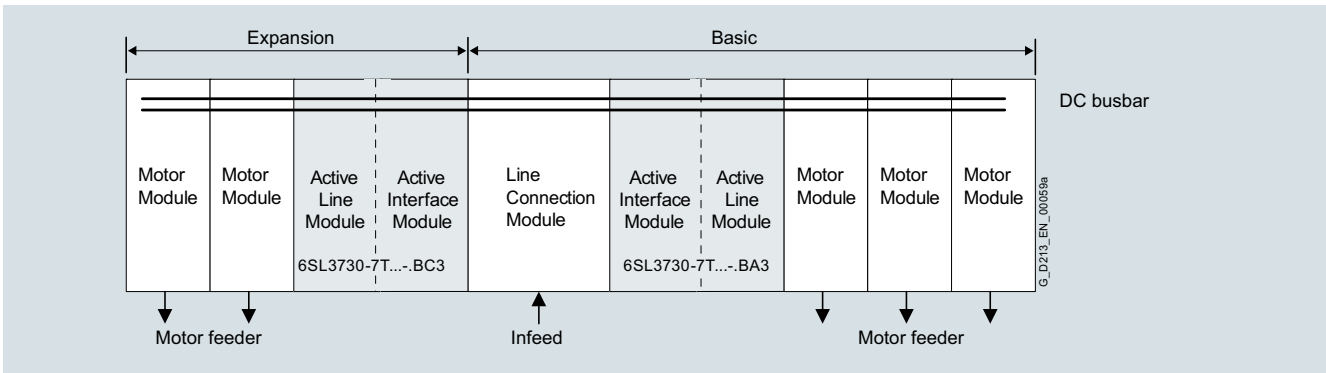 Expansion
Basic
DC busbar
Motor
Module
Motor
Module
Active
Line
Module
Active
Interface
Module
6SL3730-7T...-.BC3
Line
Connection
Module
Active
Interface
Module
Active
Line
Module
6SL3730-7T...-.BA3
Motor
Module
Motor
Module
Motor
Module
G_D213_EN_00059a
Motor feeder
Infeed
Motor feeder